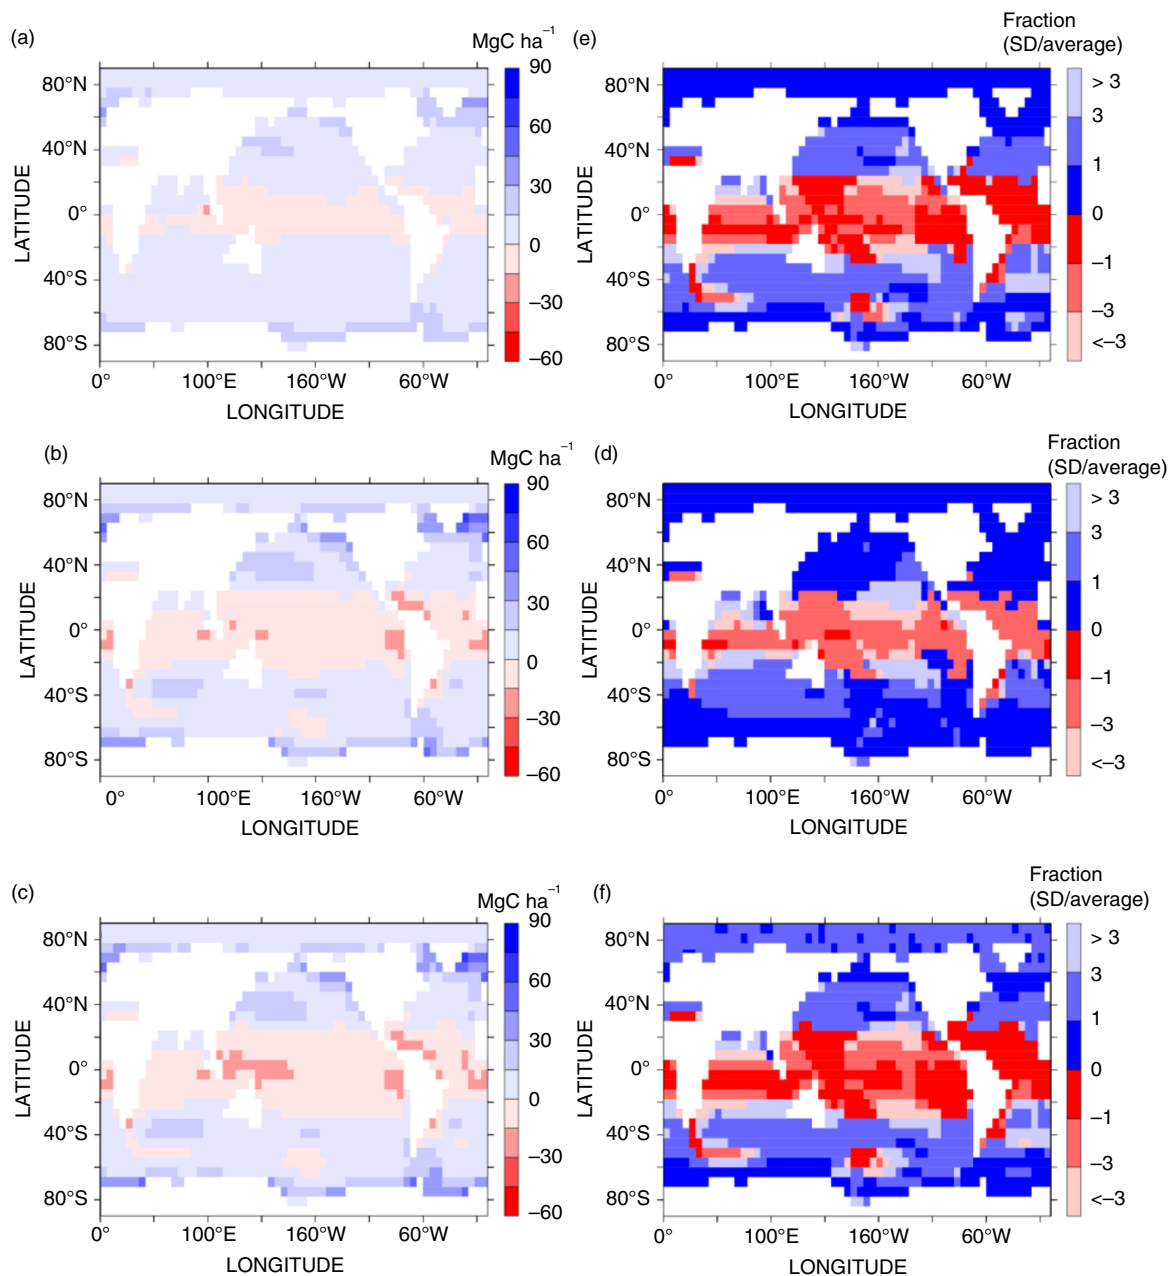 (a)
MgC ha⁻¹
90
60
30
0
–30
–60
80°N
40°N
0°
40°S
80°S
LATITUDE
0°
100°E
160°W
60°W
LONGITUDE
(e)
Fraction
(SD/average)
> 3
3
1
0
–1
–3
<–3
80°N
40°N
0°
40°S
80°S
LATITUDE
0°
100°E
160°W
60°W
LONGITUDE
(b)
MgC ha⁻¹
90
60
30
0
–30
–60
80°N
40°N
0°
40°S
80°S
LATITUDE
0°
100°E
160°W
60°W
LONGITUDE
(d)
Fraction
(SD/average)
> 3
3
1
0
–1
–3
<–3
80°N
40°N
0°
40°S
80°S
LATITUDE
0°
100°E
160°W
60°W
LONGITUDE
(c)
MgC ha⁻¹
90
60
30
0
–30
–60
80°N
40°N
0°
40°S
80°S
LATITUDE
0°
100°E
160°W
60°W
LONGITUDE
(f)
Fraction
(SD/average)
> 3
3
1
0
–1
–3
<–3
80°N
40°N
0°
40°S
80°S
LATITUDE
0°
100°E
160°W
60°W
LONGITUDE